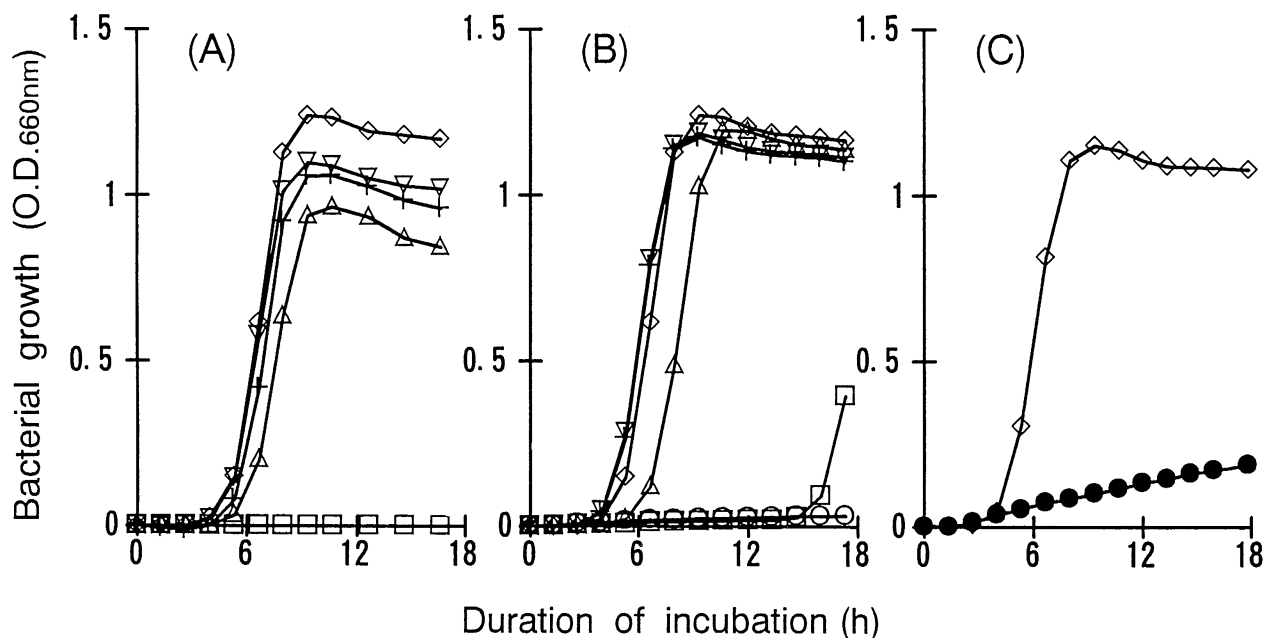 (A) (B) (C)
1.5 1.5 1.5
1 1 1
0.5 0.5 0.5
0 0 0
0 6 12 18 0 6 12 18 0 6 12 18
Bacterial growth (O.D.660nm)
Duration of incubation (h)